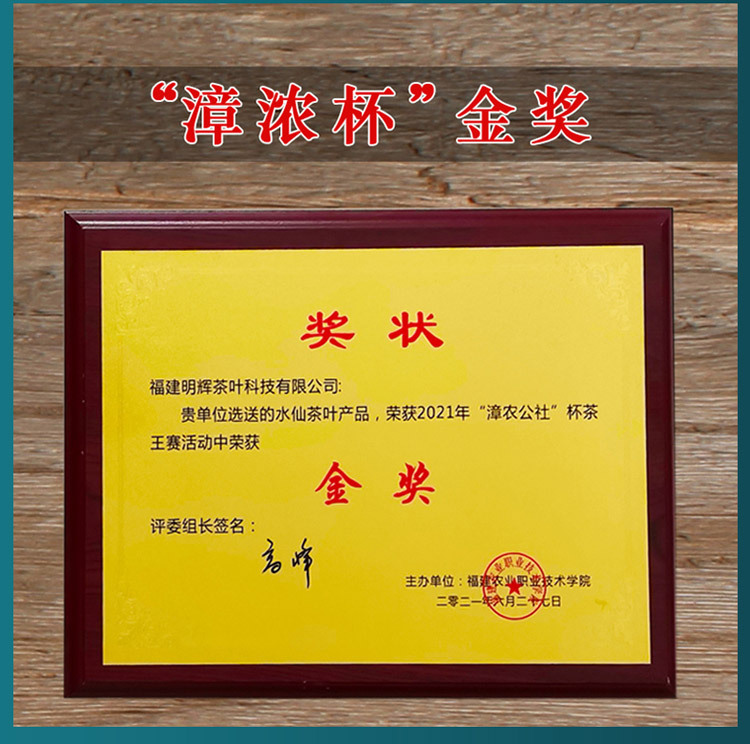 “漳浓杯”金奖
奖状
福建明辉茶叶科技有限公司:
贵单位选送的水仙茶叶产品，荣获2021年“漳农公社”杯茶
王赛活动中荣获
金奖
评委组长签名：
高峰
主办单位：福建农业职业技术学院
二零二一年六月二十七日